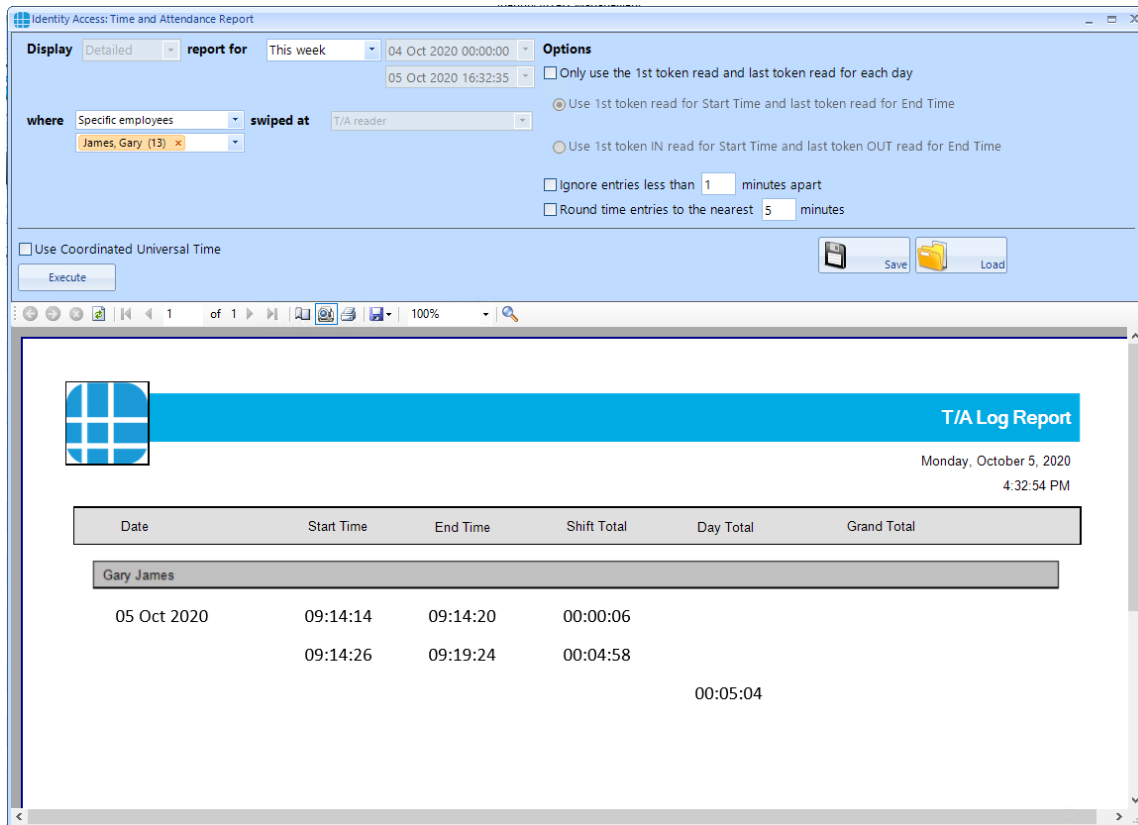 Identity Access: Time and Attendance Report
Display Detailed report for This week 04 Oct 2020 00:00:00 Options
05 Oct 2020 16:32:35 Only use the 1st token read and last token read for each day
Use 1st token read for Start Time and last token read for End Time
where Specific employees swiped at T/A reader
James, Gary (13) ×
Use 1st token IN read for Start Time and last token OUT read for End Time
Ignore entries less than 1 minutes apart
Round time entries to the nearest 5 minutes
Use Coordinated Universal Time
Save Load
Execute
1 of 1 100%
T/A Log Report
Monday, October 5, 2020
4:32:54 PM
Date Start Time End Time Shift Total Day Total Grand Total
Gary James
05 Oct 2020 09:14:14 09:14:20 00:00:06
09:14:26 09:19:24 00:04:58
00:05:04